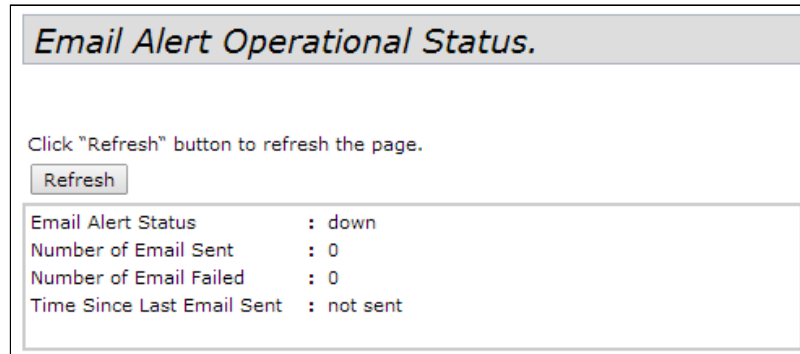 Email Alert Operational Status.
Click "Refresh" button to refresh the page.
Refresh
Email Alert Status : down
Number of Email Sent : 0
Number of Email Failed : 0
Time Since Last Email Sent : not sent